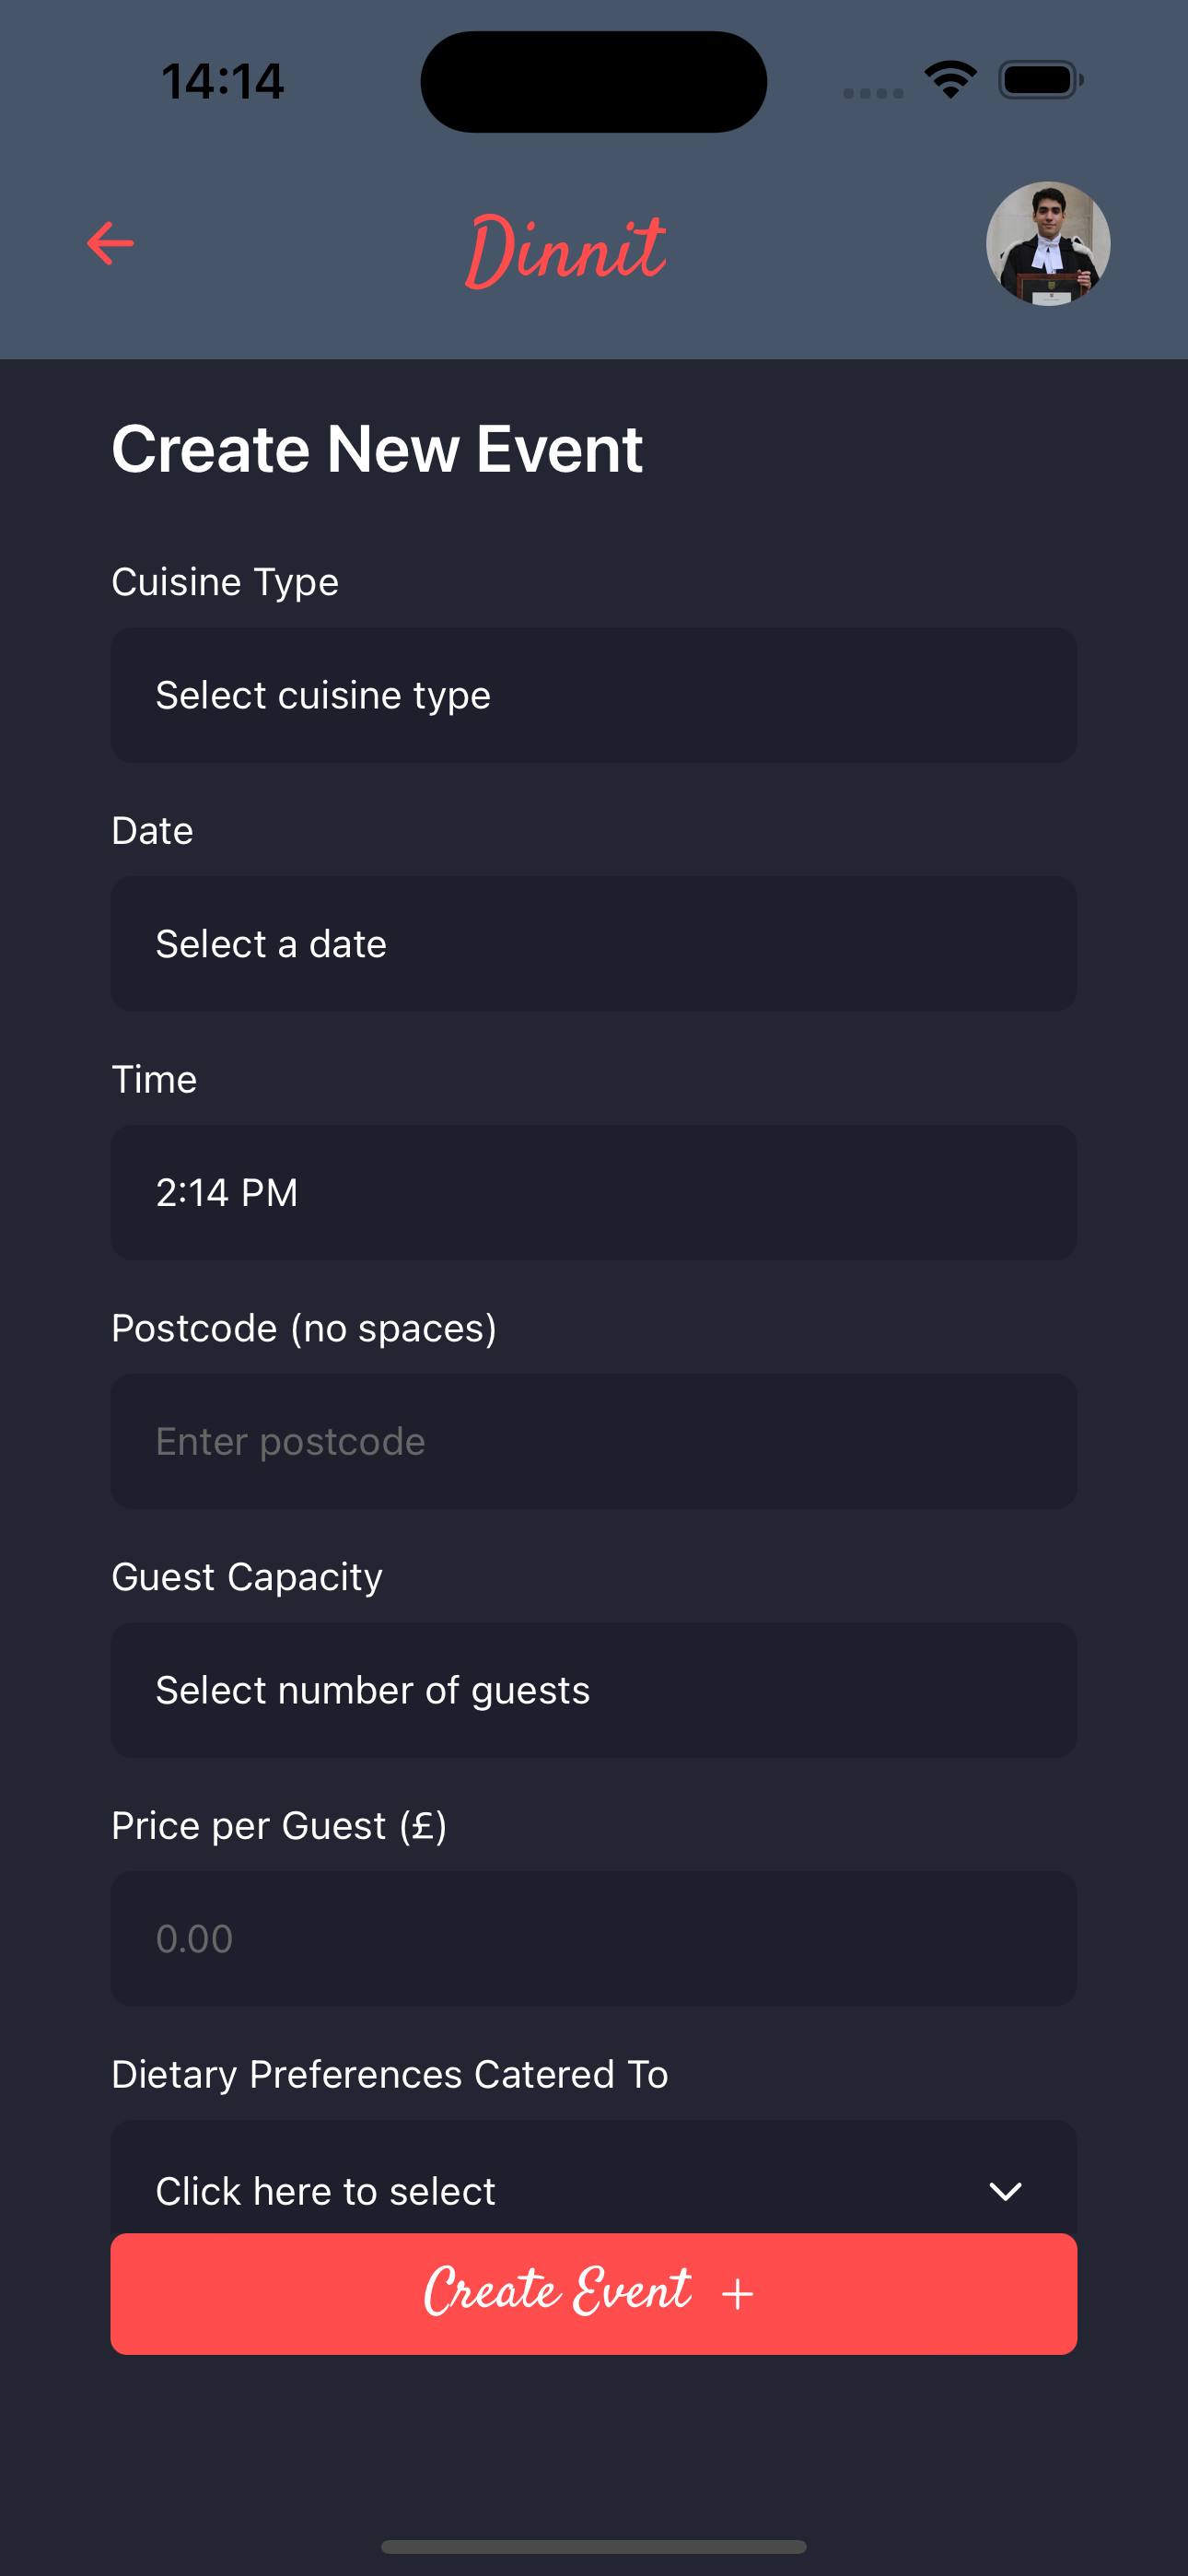 14:14
Dinnit
Create New Event
Cuisine Type
Select cuisine type
Date
Select a date
Time
2:14 PM
Postcode (no spaces)
Enter postcode
Guest Capacity
Select number of guests
Price per Guest (£)
0.00
Dietary Preferences Catered To
Click here to select
Create Event +